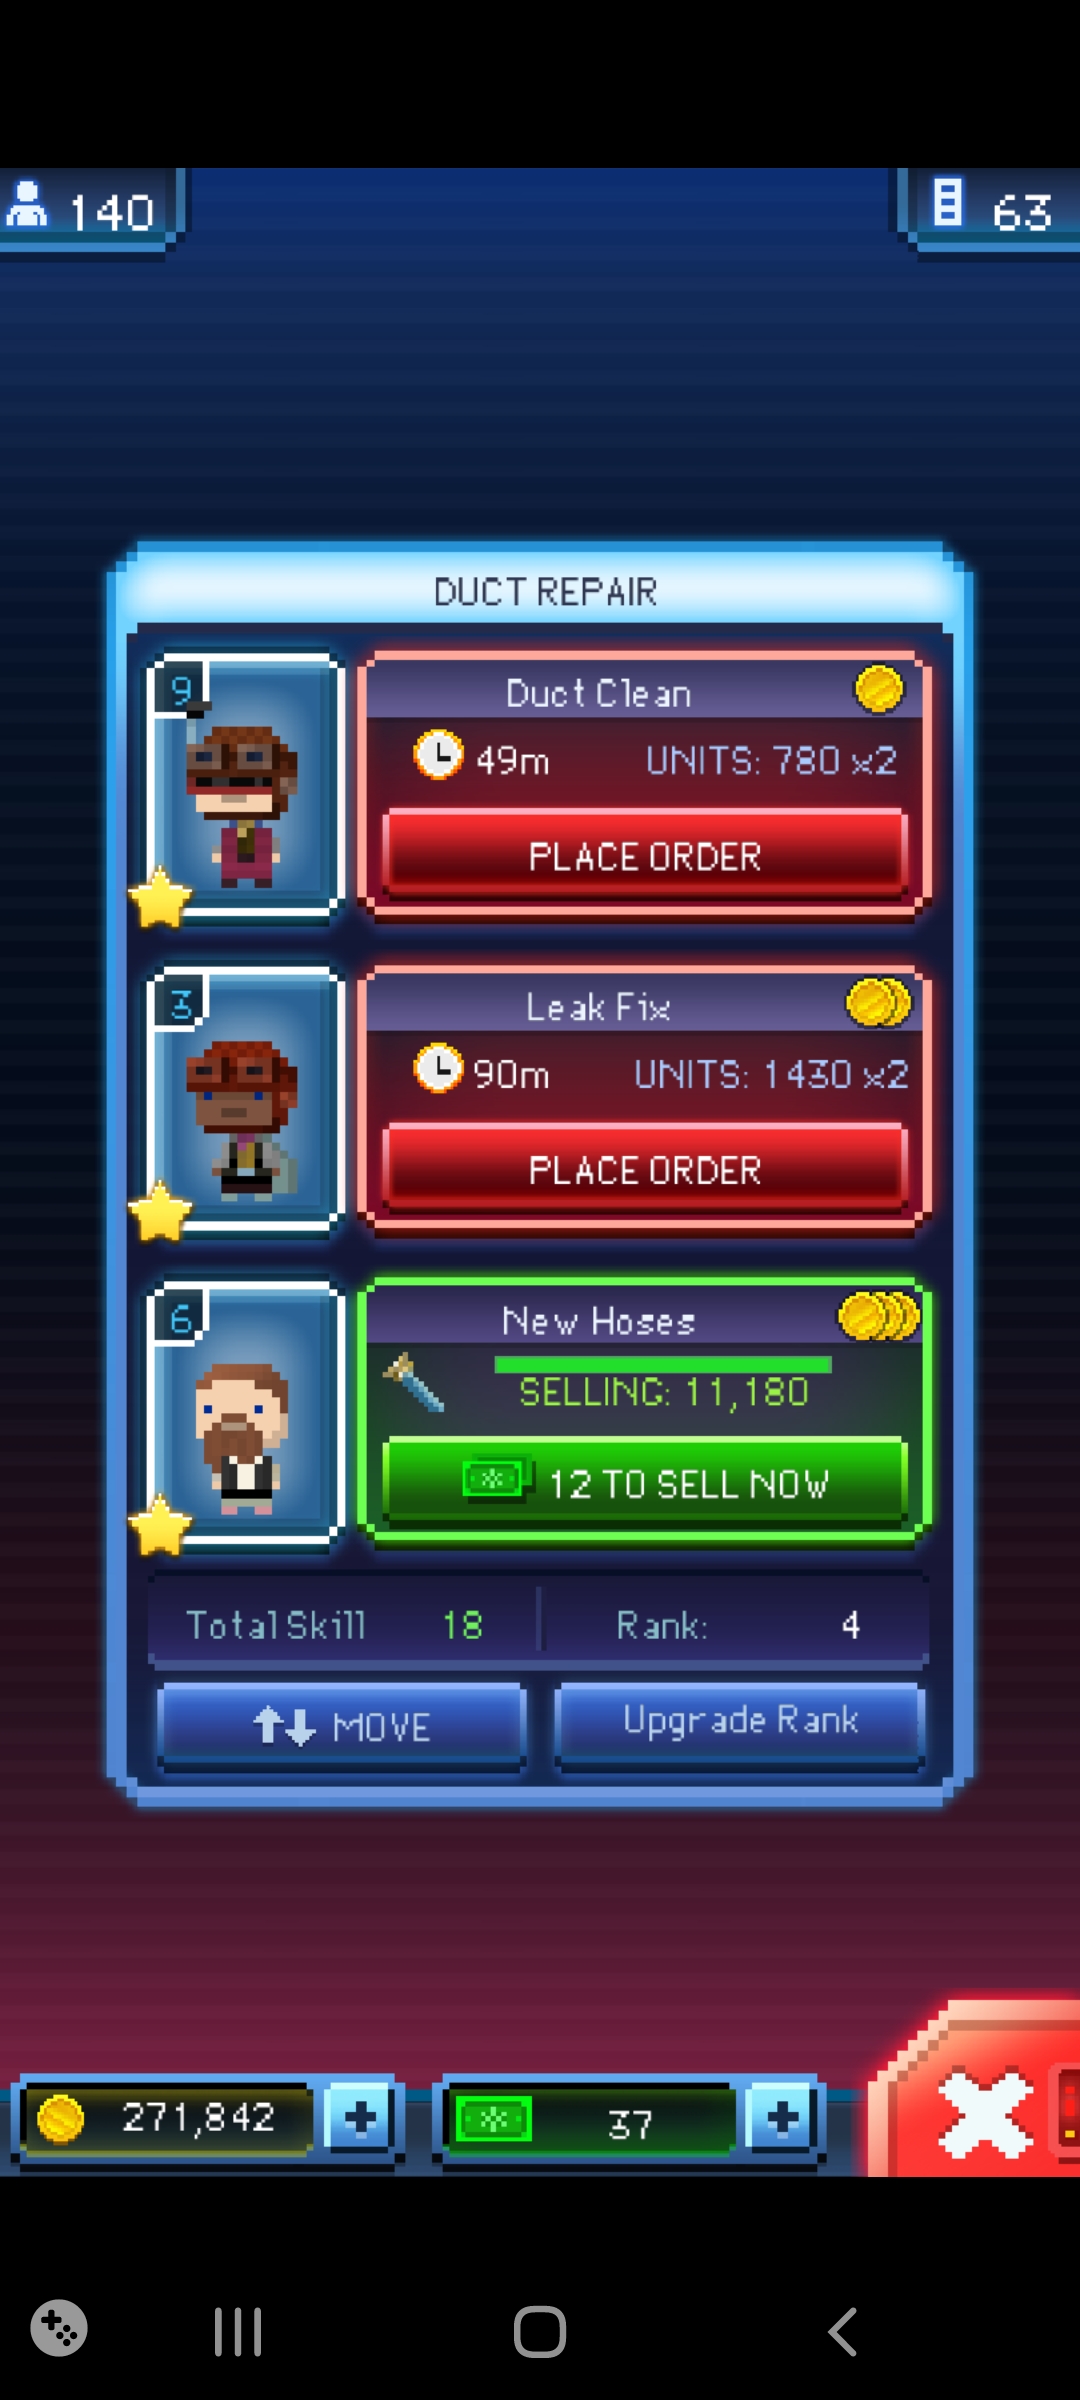 140
63
DUCT REPAIR
9
Duct Clean
49m UNITS: 780 x2
PLACE ORDER
3
Leak Fix
90m UNITS: 1430 x2
PLACE ORDER
6
New Hoses
SELLING: 11,180
12 TO SELL NOW
Total Skill 18 Rank: 4
MOVE Upgrade Rank
271,842 + 37 +